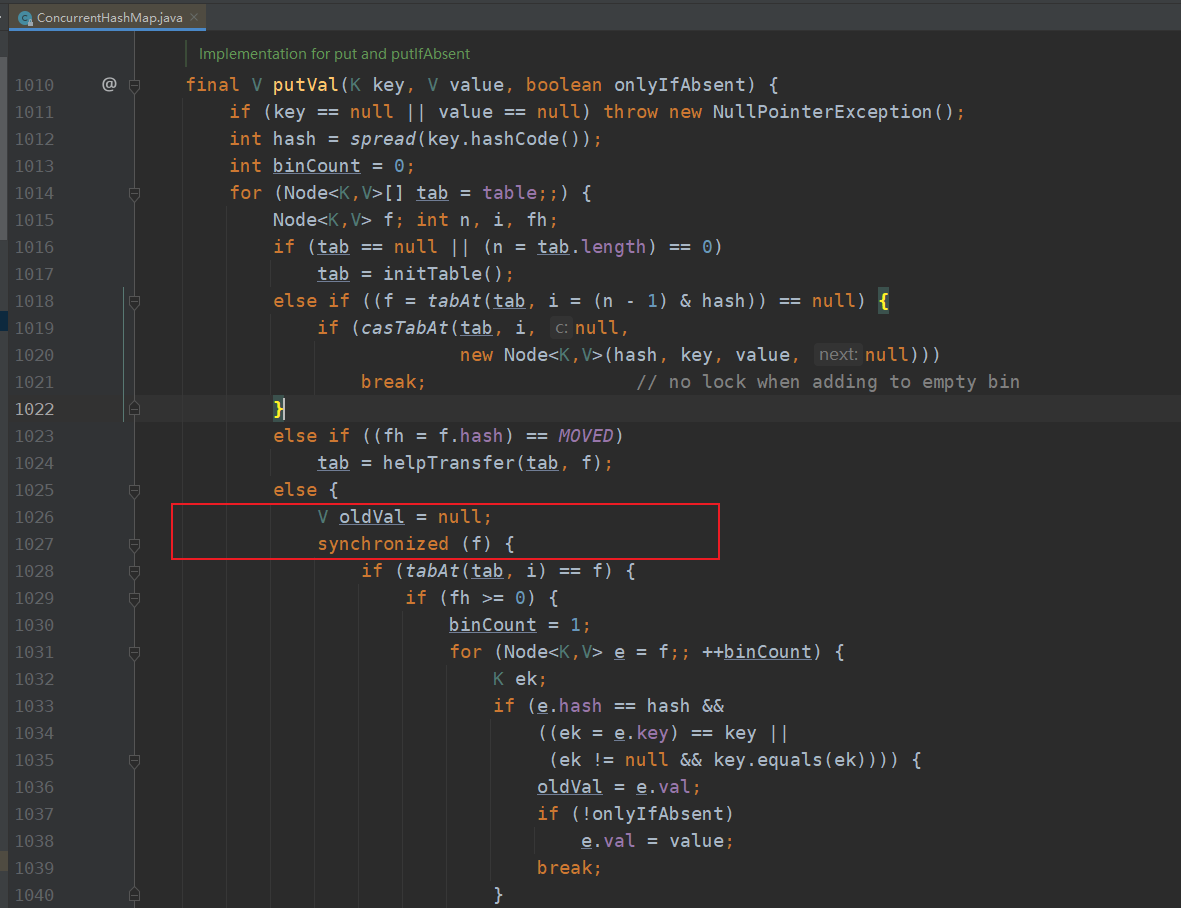 ConcurrentHashMap.java
Implementation for put and putIfAbsent
1010 @ final V putVal(K key, V value, boolean onlyIfAbsent) {
1011 if (key == null || value == null) throw new NullPointerException();
1012 int hash = spread(key.hashCode());
1013 int binCount = 0;
1014 for (Node<K,V>[] tab = table;;) {
1015 Node<K,V> f; int n, i, fh;
1016 if (tab == null || (n = tab.length) == 0)
1017 tab = initTable();
1018 else if ((f = tabAt(tab, i = (n - 1) & hash)) == null) {
1019 if (casTabAt(tab, i, c: null,
1020 new Node<K,V>(hash, key, value, next: null)))
1021 break; // no lock when adding to empty bin
1022 }
1023 else if ((fh = f.hash) == MOVED)
1024 tab = helpTransfer(tab, f);
1025 else {
1026 V oldVal = null;
1027 synchronized (f) {
1028 if (tabAt(tab, i) == f) {
1029 if (fh >= 0) {
1030 binCount = 1;
1031 for (Node<K,V> e = f;; ++binCount) {
1032 K ek;
1033 if (e.hash == hash &&
1034 ((ek = e.key) == key ||
1035 (ek != null && key.equals(ek)))) {
1036 oldVal = e.val;
1037 if (!onlyIfAbsent)
1038 e.val = value;
1039 break;
1040 }